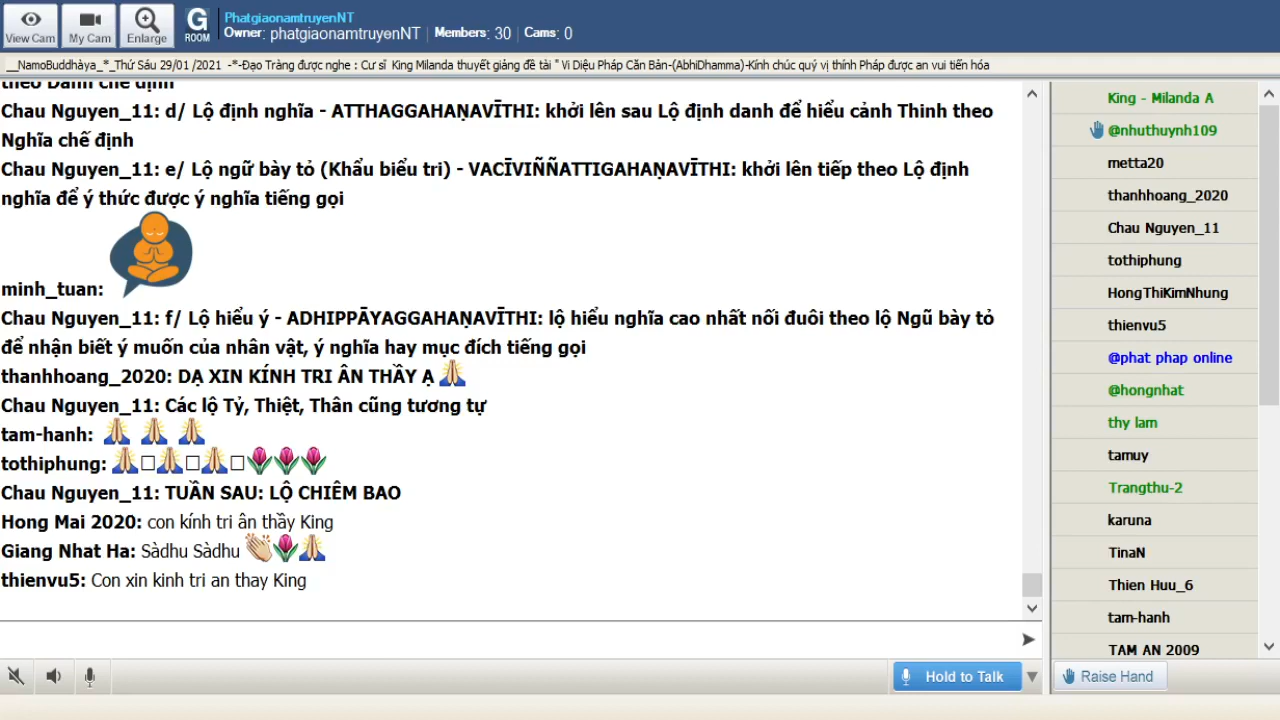 View Cam
My Cam
Enlarge
G
ROOM
PhatgiaonamtruyenNT
Owner: phatgiaonamtruyenNT | Members: 30 | Cams: 0
__NamoBuddhàya_*_Thứ Sáu 29/01 /2021 -*-Đạo Tràng được nghe : Cư sĩ King Milanda thuyết giảng đề tài " Vi Diệu Pháp Căn Bản-(AbhiDhamma)-Kính chúc quý vị thính Pháp được an vui tiến hóa
theo Danh chế định
Chau Nguyen_11: d/ Lộ định nghĩa - ATTHAGGAHAṆAVĪTHI: khởi lên sau Lộ định danh để hiểu cảnh Thinh theo
Nghĩa chế định
Chau Nguyen_11: e/ Lộ ngữ bày tỏ (Khẩu biểu tri) - VACĪVIÑÑATTIGAHAṆAVĪTHI: khởi lên tiếp theo Lộ định
nghĩa để ý thức được ý nghĩa tiếng gọi
minh_tuan:
Chau Nguyen_11: f/ Lộ hiểu ý - ADHIPPĀYAGGAHAṆAVĪTHI: lộ hiểu nghĩa cao nhất nối đuôi theo lộ Ngũ bày tỏ
để nhận biết ý muốn của nhân vật, ý nghĩa hay mục đích tiếng gọi
thanhhoang_2020: DẠ XIN KÍNH TRI ÂN THẦY Ạ 🙏
Chau Nguyen_11: Các lộ Tỷ, Thiệt, Thân cũng tương tự
tam-hanh: 🙏 🙏 🙏
tothiphung: 🙏□🙏□🙏□🌷🌷🌷
Chau Nguyen_11: TUẦN SAU: LỘ CHIÊM BAO
Hong Mai 2020: con kính tri ân thầy King
Giang Nhat Ha: Sàdhu Sàdhu 👏🌷🙏
thienvu5: Con xin kinh tri an thay King
King - Milanda A
@nhuthuynh109
metta20
thanhhoang_2020
Chau Nguyen_11
tothiphung
HongThiKimNhung
thienvu5
@phat phap online
@hongnhat
thy lam
tamuy
Trangthu-2
karuna
TinaN
Thien Huu_6
tam-hanh
TAM AN 2009
Hold to Talk
Raise Hand